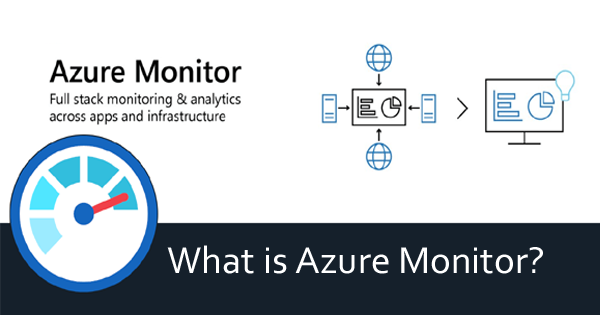 Azure Monitor
Full stack monitoring & analytics
across apps and infrastructure
What is Azure Monitor?